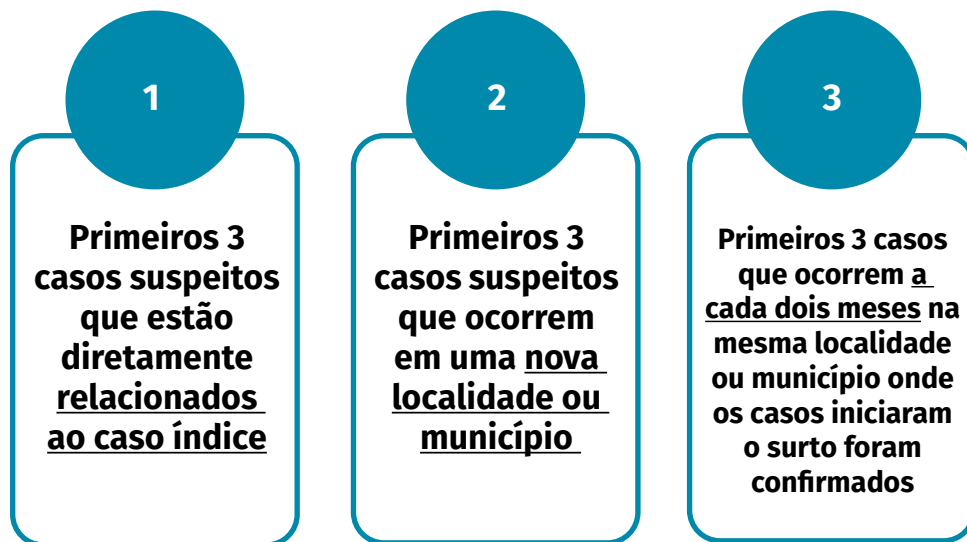 1
Primeiros 3
casos suspeitos
que estão
diretamente
relacionados
ao caso índice
2
Primeiros 3
casos suspeitos
que ocorrem
em uma nova
localidade ou
município
3
Primeiros 3 casos
que ocorrem a
cada dois meses na
mesma localidade
ou município onde
os casos iniciaram
o surto foram
confirmados